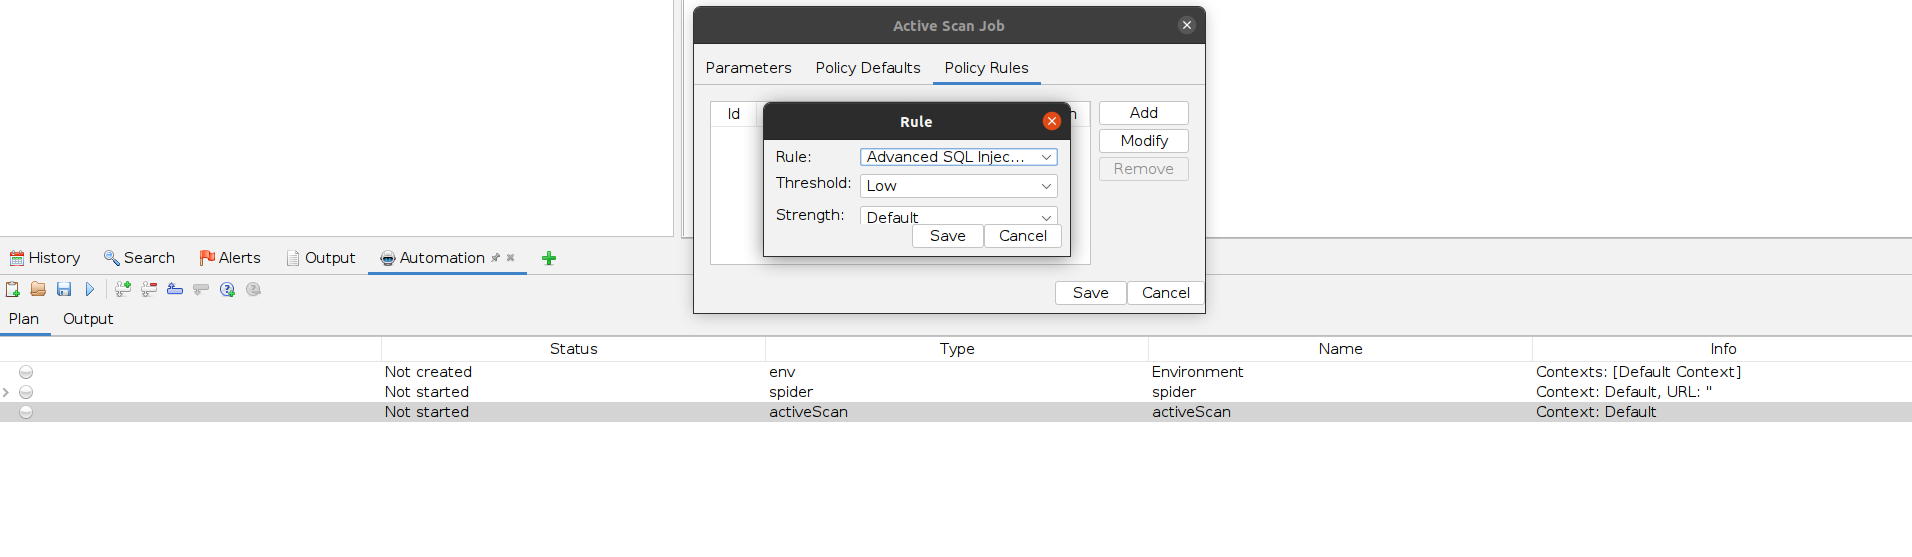 Active Scan Job
Parameters Policy Defaults Policy Rules
Id
Add
Modify
Remove
Rule
Rule: Advanced SQL Injec...
Threshold: Low
Strength: Default
Save Cancel
Save Cancel
History Search Alerts Output Automation
Plan Output
Status Type Name Info
Not created env Environment Contexts: [Default Context]
Not started spider spider Context: Default, URL: ''
Not started activeScan activeScan Context: Default